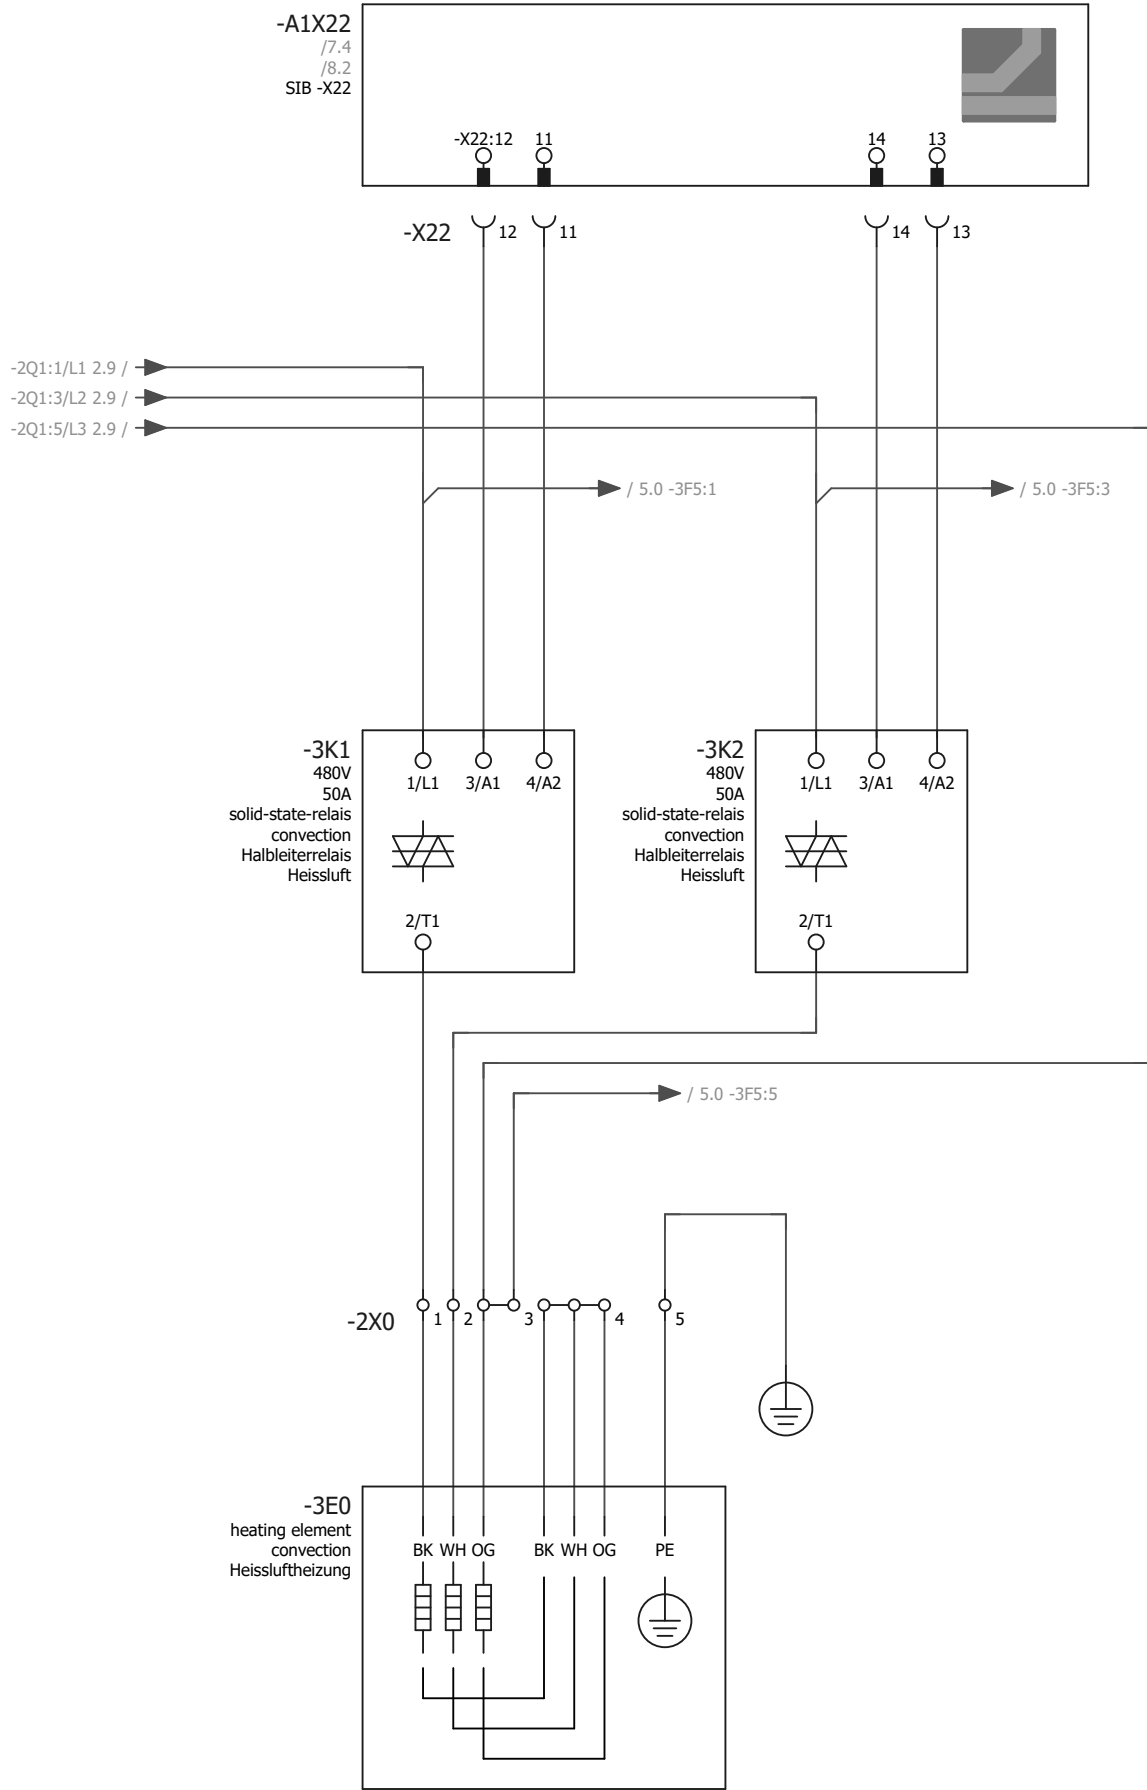 -A1X22
/7.4
/8.2
SIB -X22
-X22:12 11 14 13
-X22 12 11 14 13
-2Q1:1/L1 2.9 /
-2Q1:3/L2 2.9 /
-2Q1:5/L3 2.9 /
/ 5.0 -3F5:1 / 5.0 -3F5:3
-3K1
480V
50A
solid-state-relais
convection
Halbleiterrelais
Heissluft
1/L1 3/A1 4/A2
2/T1
-3K2
480V
50A
solid-state-relais
convection
Halbleiterrelais
Heissluft
1/L1 3/A1 4/A2
2/T1
/ 5.0 -3F5:5
-2X0 1 2 3 4 5
-3E0
heating element
convection
Heissluftheizung
BK WH OG BK WH OG PE